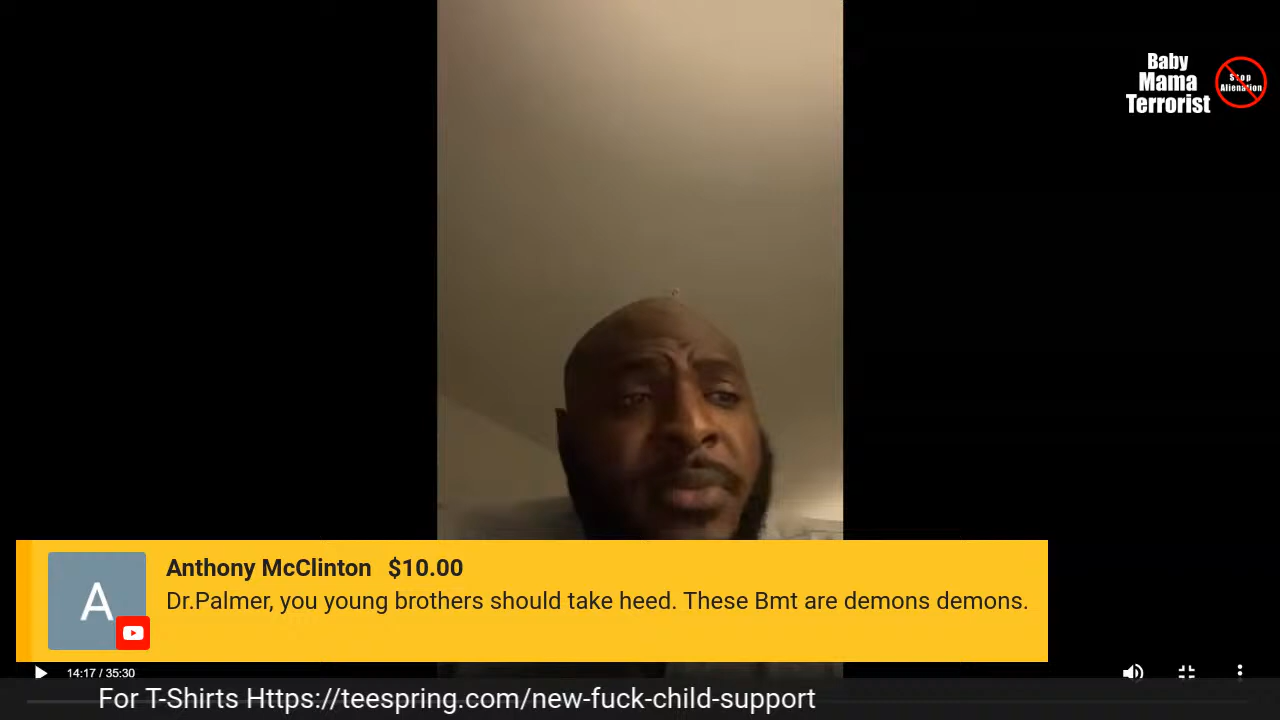 Baby
Mama
Terrorist
Stop
Alienation
A
Anthony McClinton $10.00
Dr.Palmer, you young brothers should take heed. These Bmt are demons demons.
14:17 / 35:30
For T-Shirts Https://teespring.com/new-fuck-child-support